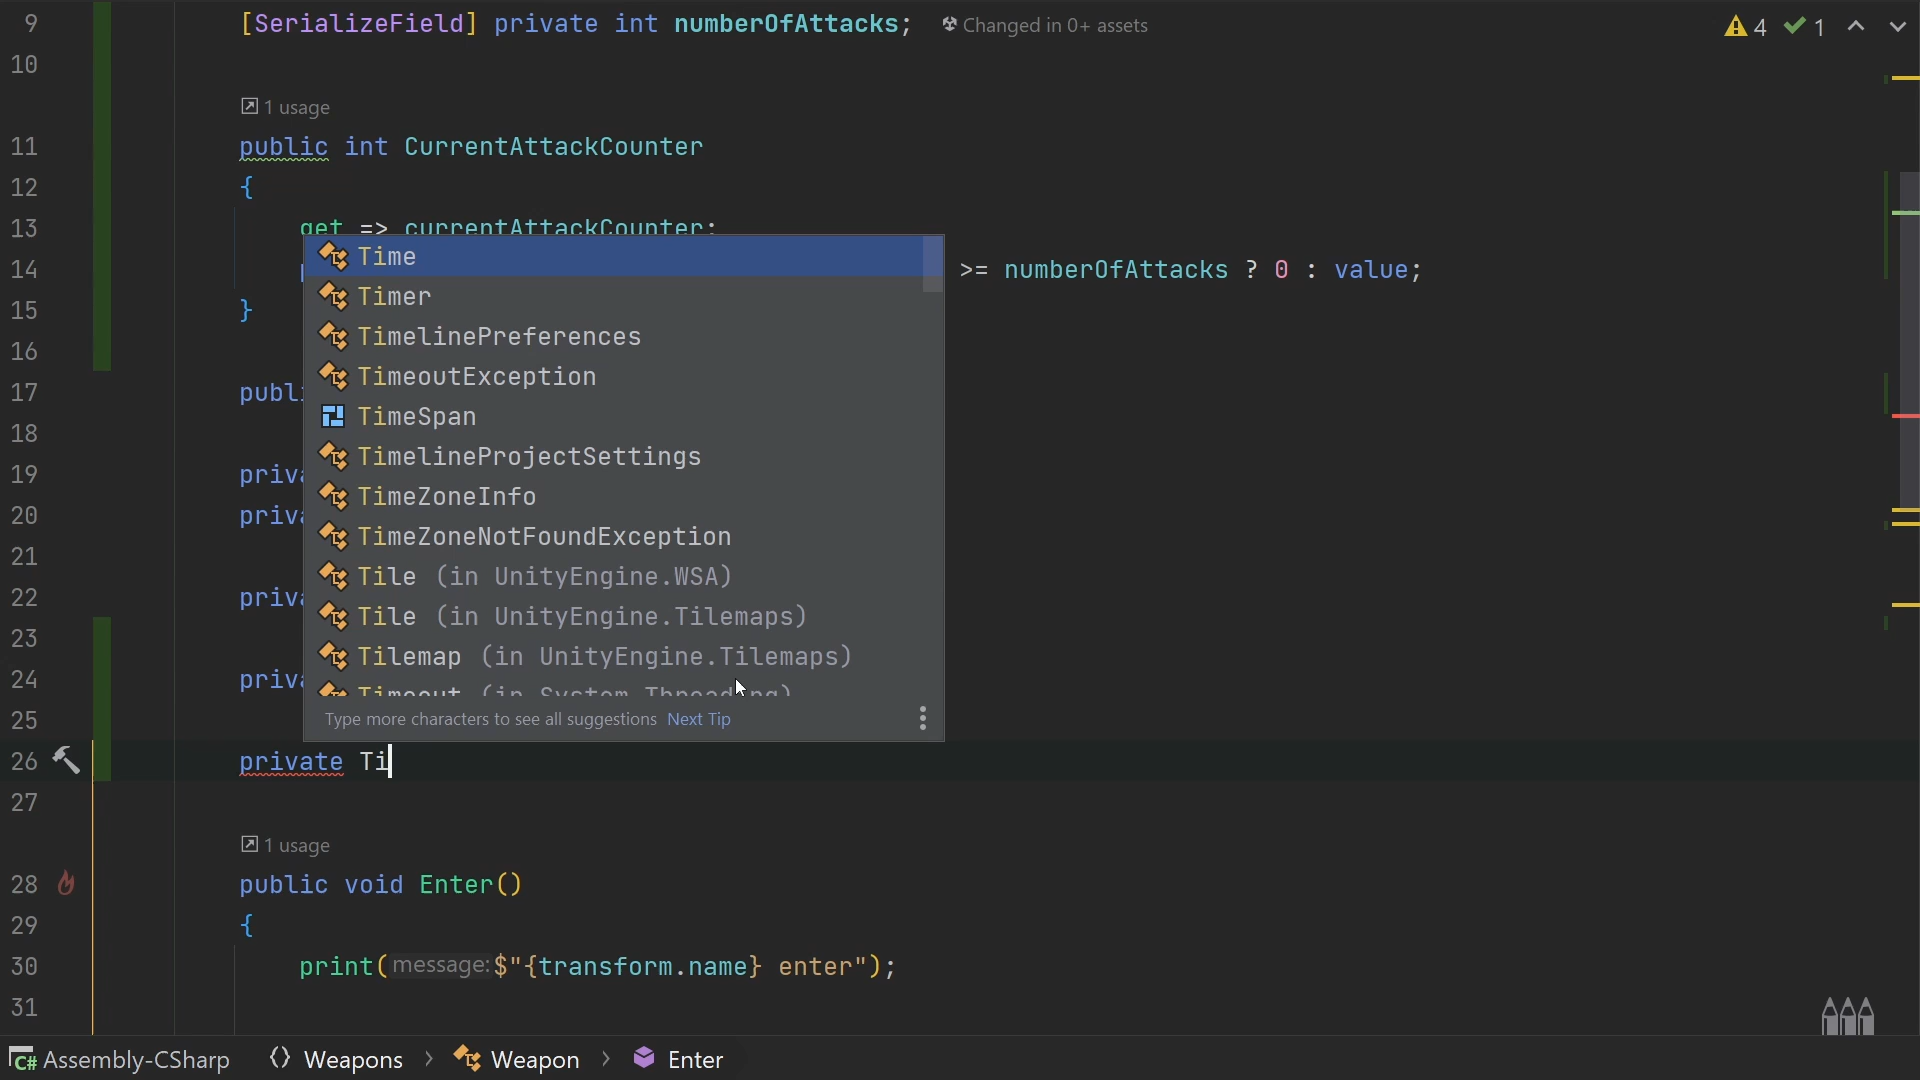 9 [SerializeField] private int numberOfAttacks; Changed in 0+ assets 4 1
10
1 usage
11 public int CurrentAttackCounter
12 {
13 get => currentAttackCounter;
Time
14 >= numberOfAttacks ? 0 : value;
Timer
15 }
TimelinePreferences
16
TimeoutException
17 publi
TimeSpan
18
TimelineProjectSettings
19 priva
TimeZoneInfo
20 priva
TimeZoneNotFoundException
21
Tile (in UnityEngine.WSA)
22 priva
Tile (in UnityEngine.Tilemaps)
23
Tilemap (in UnityEngine.Tilemaps)
24 priva
Timeout (in System.Threading)
25
Type more characters to see all suggestions Next Tip
26 private Ti
27
1 usage
28 public void Enter()
29 {
30 print(message:$"{transform.name} enter");
31
C# Assembly-CSharp {} Weapons > Weapon > Enter